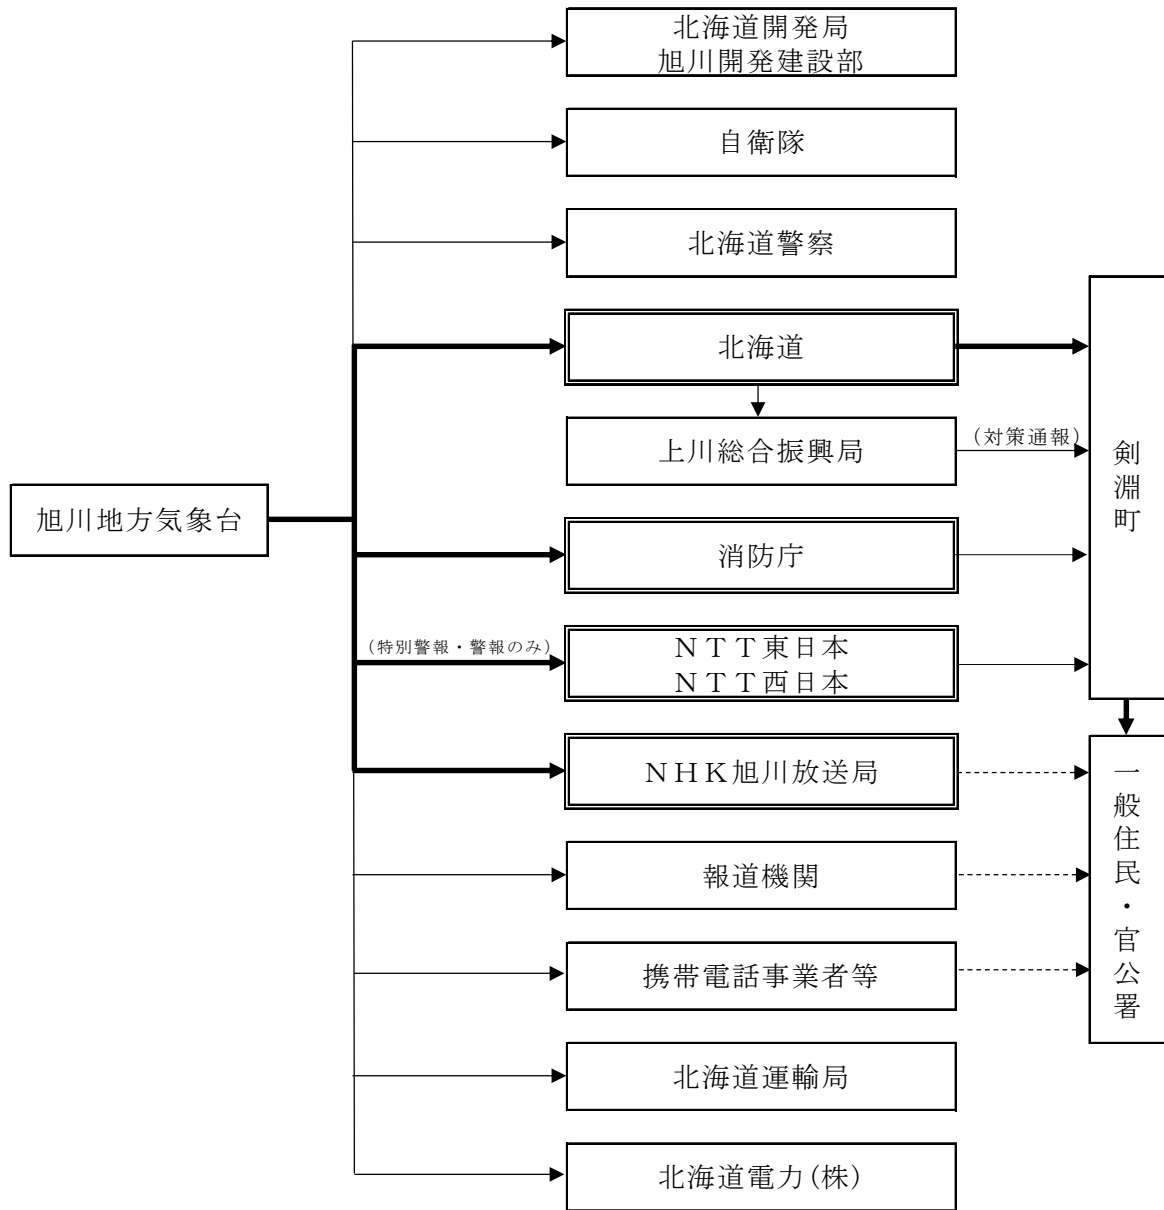 北海道開発局
旭川開発建設部
自衛隊
北海道警察
北海道
上川総合振興局
(対策通報)
剣淵町
旭川地方気象台
消防庁
(特別警報・警報のみ)
ＮＴＴ東日本
ＮＴＴ西日本
ＮＨＫ旭川放送局
一般住民・官公署
報道機関
携帯電話事業者等
北海道運輸局
北海道電力(株)